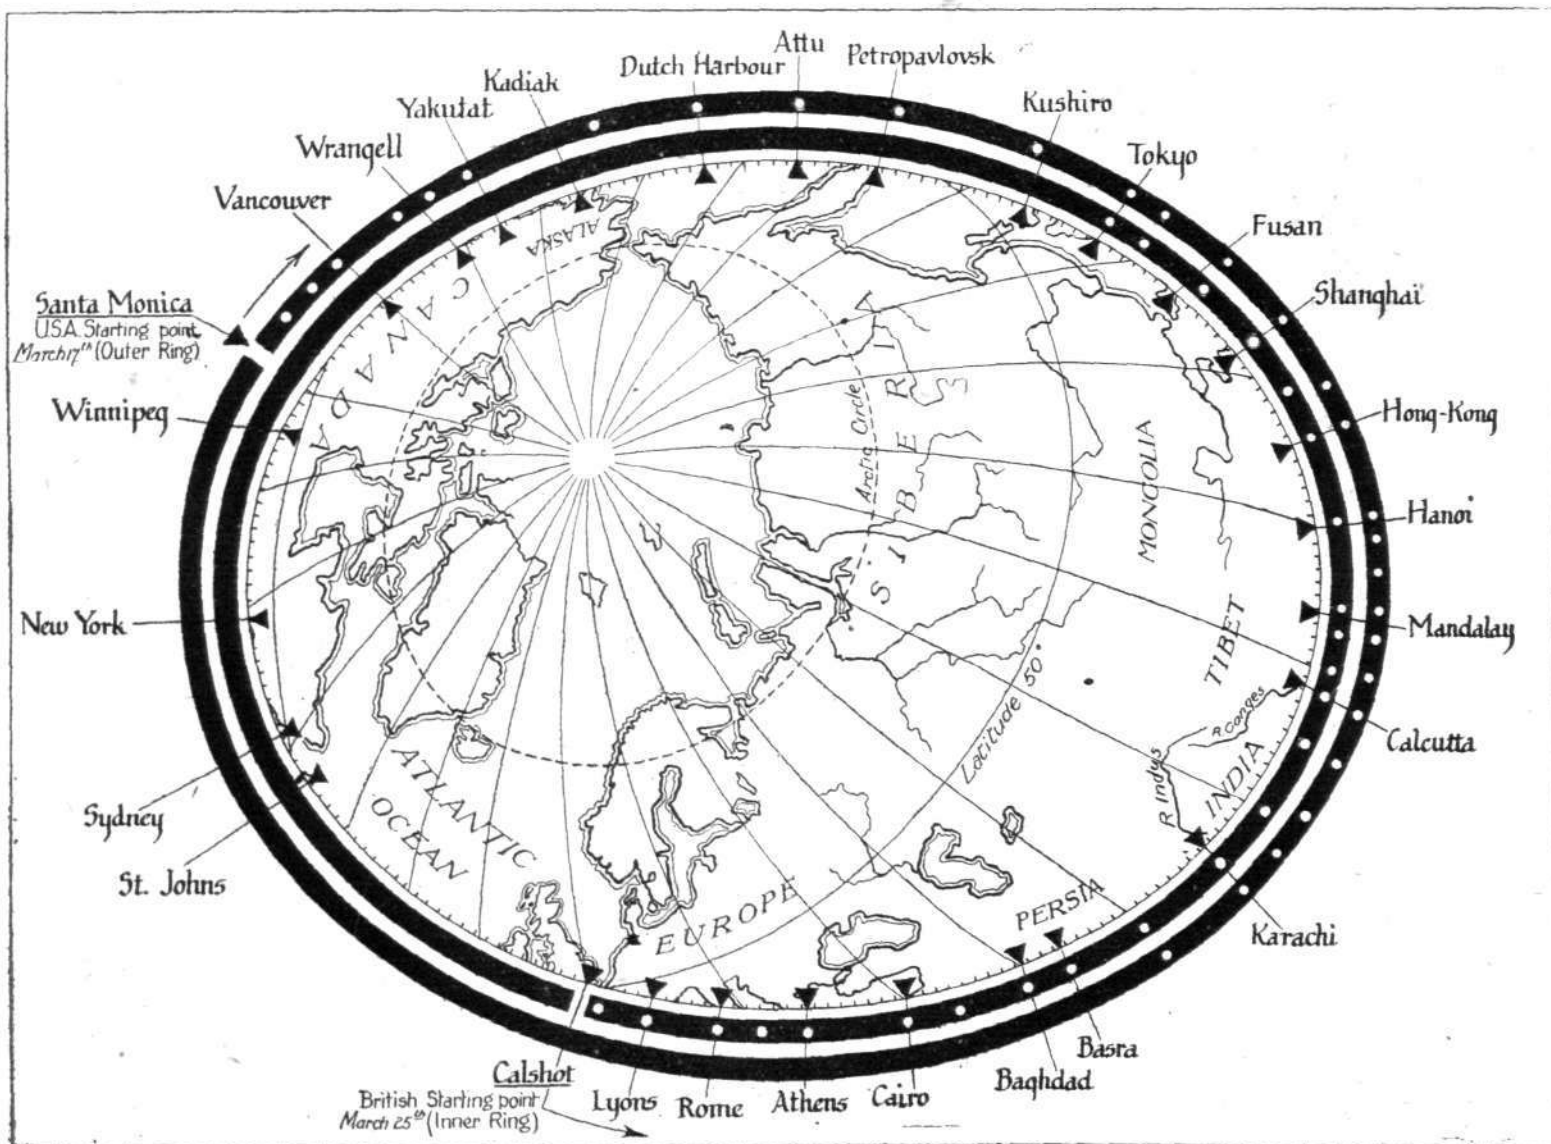 Attu
Dutch Harbour
Petropavlovsk
Kadiak
Yakutat
Kushiro
Wrangell
Tokyo
Vancouver
Fusan
Santa Monica
U.S.A. Starting point
March 17th (Outer Ring)
Shanghai
Winnipeg
Hong-Kong
Hanoi
New York
Mandalay
Sydney
Calcutta
St. Johns
Karachi
Basra
Baghdad
Calshot
British Starting point
March 25th (Inner Ring)
Lyons
Rome
Athens
Cairo
ALASKA
CANADA
SIBERIA
Arctic Circle
MONGOLIA
TIBET
Latitude 50°
R. Ganges
R Indus
INDIA
ATLANTIC
OCEAN
EUROPE
PERSIA